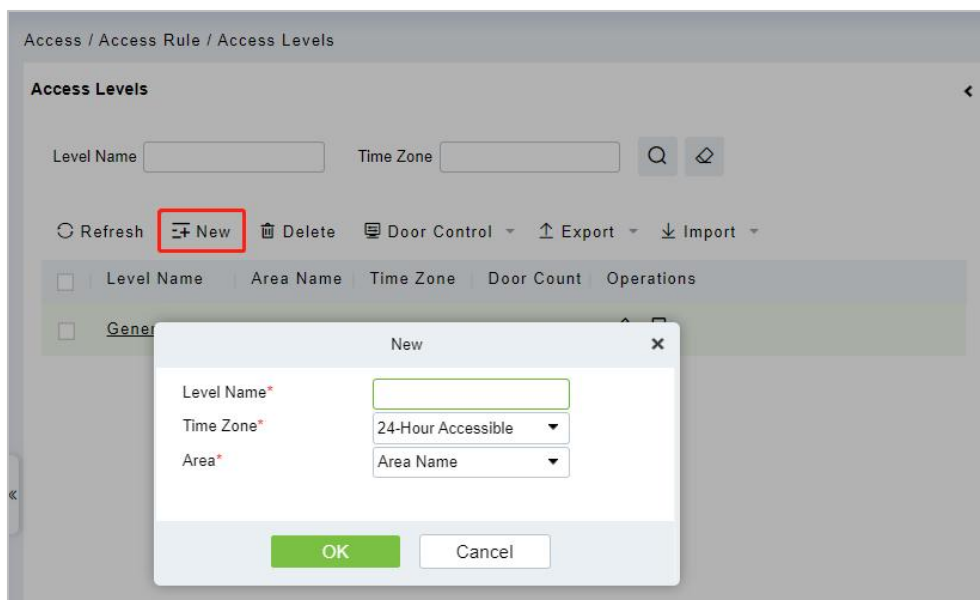 Access / Access Rule / Access Levels
Access Levels
Level Name Time Zone
Refresh New Delete Door Control Export Import
Level Name Area Name Time Zone Door Count Operations
New
Level Name*
Time Zone* 24-Hour Accessible
Area* Area Name
OK Cancel